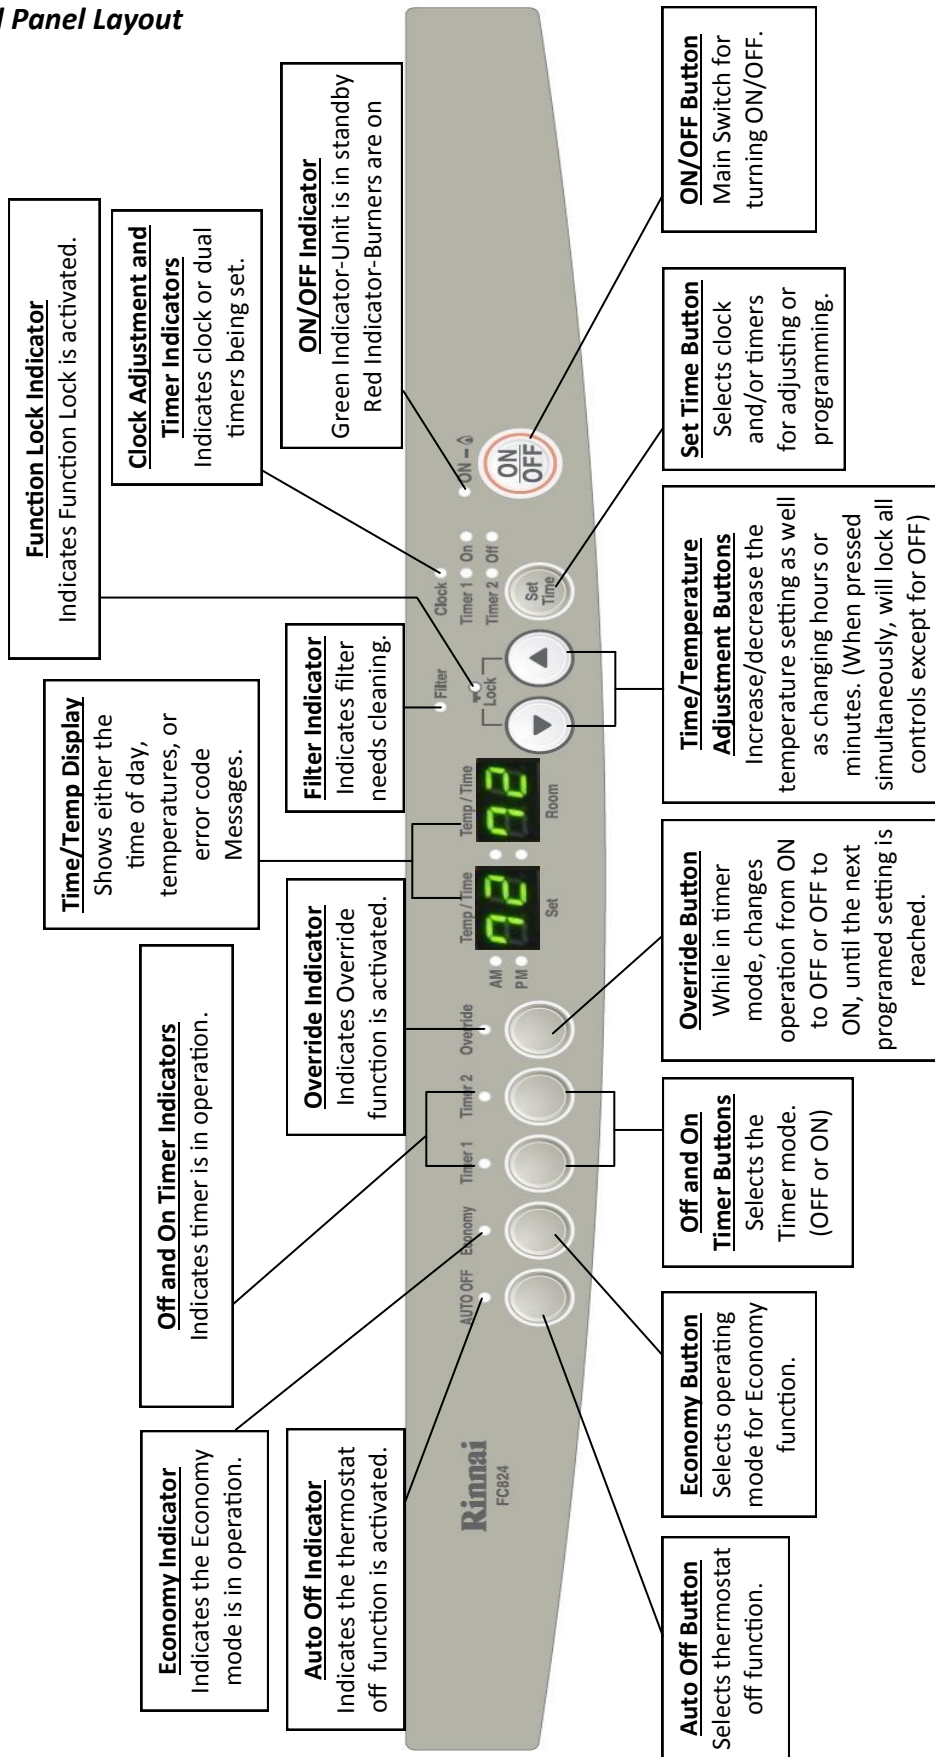 l Panel Layout
Function Lock Indicator
Indicates Function Lock is activated.
Clock Adjustment and
Timer Indicators
Indicates clock or dual
timers being set.
ON/OFF Indicator
Green Indicator-Unit is in standby
Red Indicator-Burners are on
Time/Temp Display
Shows either the
time of day,
temperatures, or
error code
Messages.
Filter Indicator
Indicates filter
needs cleaning.
Off and On Timer Indicators
Indicates timer is in operation.
Override Indicator
Indicates Override
function is activated.
Economy Indicator
Indicates the Economy
mode is in operation.
Auto Off Indicator
Indicates the thermostat
off function is activated.
Rinnai
FC824
AUTO OFF
Economy
Timer 1
Timer 2
Override
AM
PM
Temp / Time
72
Set
Temp / Time
72
Room
Filter
Lock
Clock
Timer 1 On
Timer 2 Off
Set
Time
ON
ON
OFF
Auto Off Button
Selects thermostat
off function.
Economy Button
Selects operating
mode for Economy
function.
Off and On
Timer Buttons
Selects the
Timer mode.
(OFF or ON)
Override Button
While in timer
mode, changes
operation from ON
to OFF or OFF to
ON, until the next
programed setting is
reached.
Time/Temperature
Adjustment Buttons
Increase/decrease the
temperature setting as well
as changing hours or
minutes. (When pressed
simultaneously, will lock all
controls except for OFF)
Set Time Button
Selects clock
and/or timers
for adjusting or
programming.
ON/OFF Button
Main Switch for
turning ON/OFF.